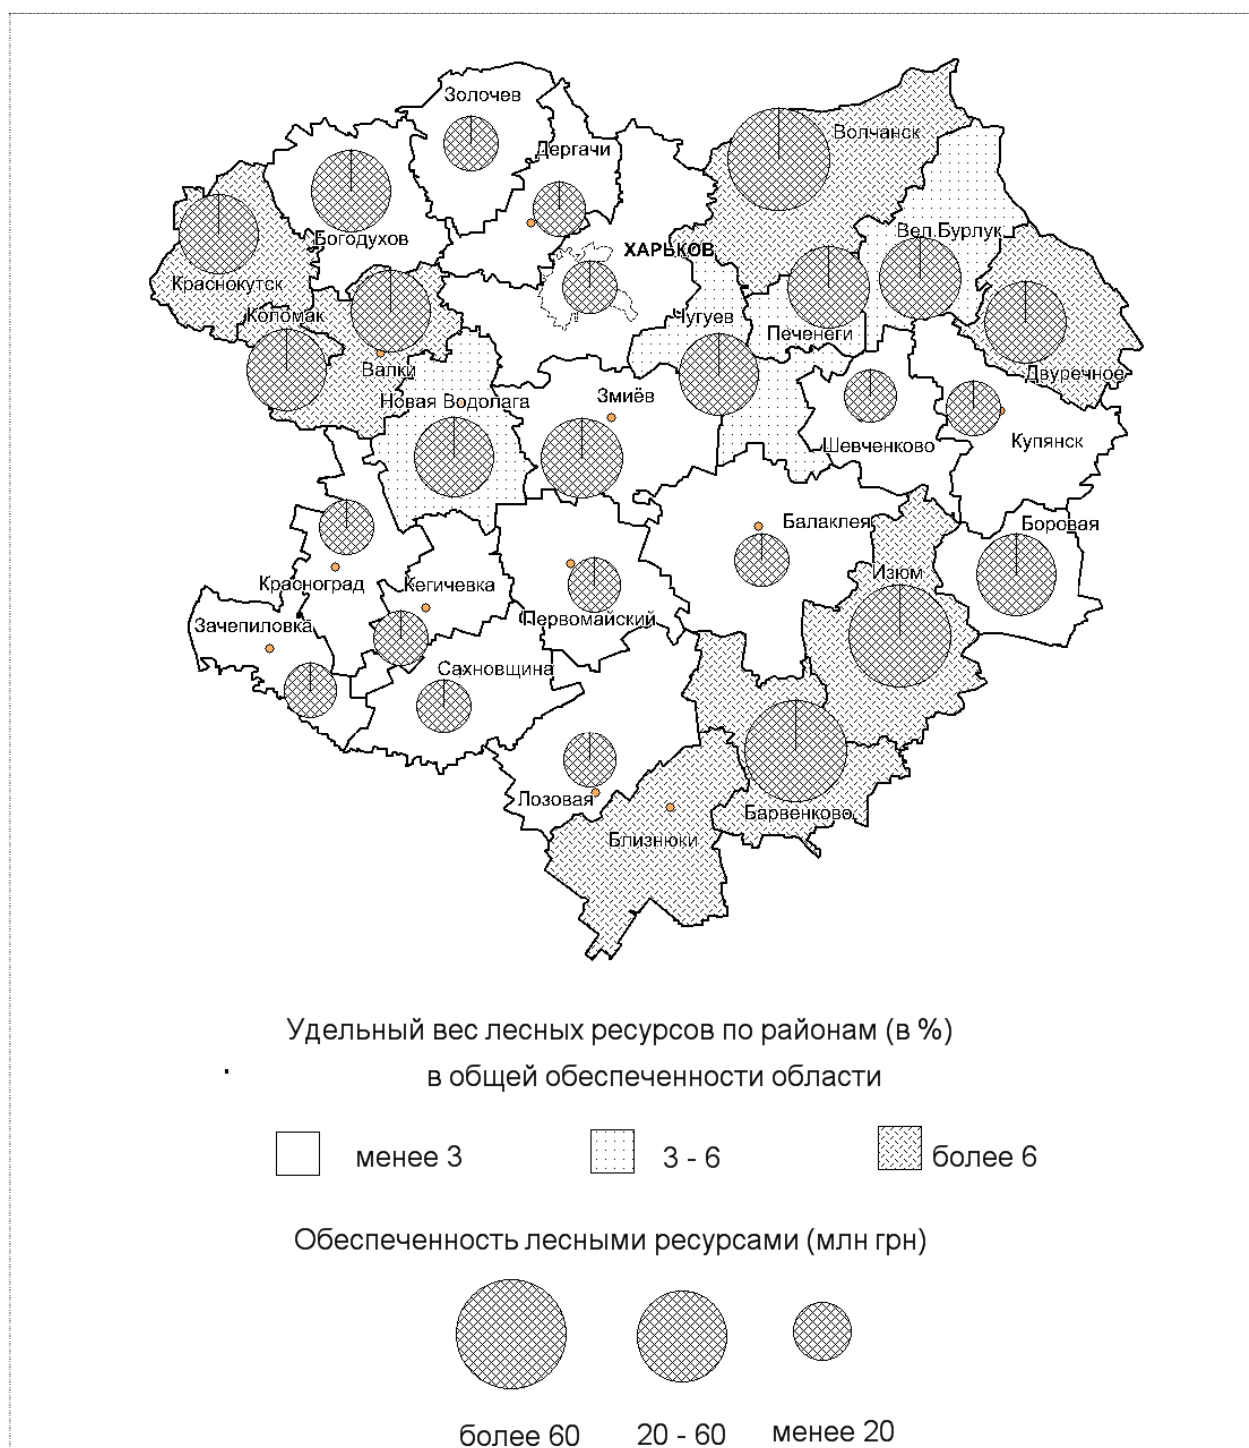 Золочев
Дергачи
Волчанск
Богодухов
ХАРЬКОВ
Вел.Бурлук
Краснокутск
Коломак
Чугуев
Печенеги
Валки
Двуречное
Новая Водолага
Змиёв
Шевченково
Купянск
Балаклея
Боровая
Красноград
Кегичевка
Изюм
Зачепиловка
Первомайский
Сахновщина
Лозовая
Барвенково
Близнюки
Удельный вес лесных ресурсов по районам (в %)
в общей обеспеченности области
менее 3
3 - 6
более 6
Обеспеченность лесными ресурсами (млн грн)
более 60
20 - 60
менее 20